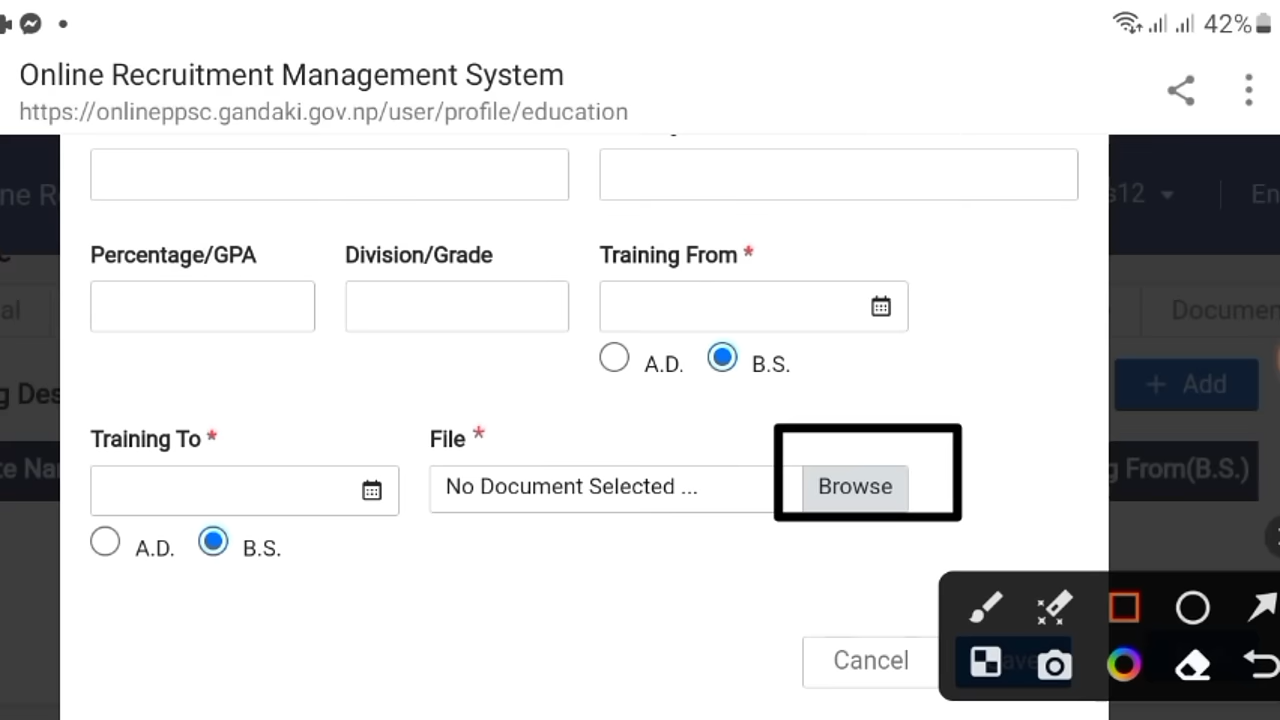 42%
Online Recruitment Management System
https://onlineppsc.gandaki.gov.np/user/profile/education
Percentage/GPA Division/Grade Training From *
A.D. B.S.
+ Add
Training To * File *
g From(B.S.)
No Document Selected ... Browse
A.D. B.S.
Cancel